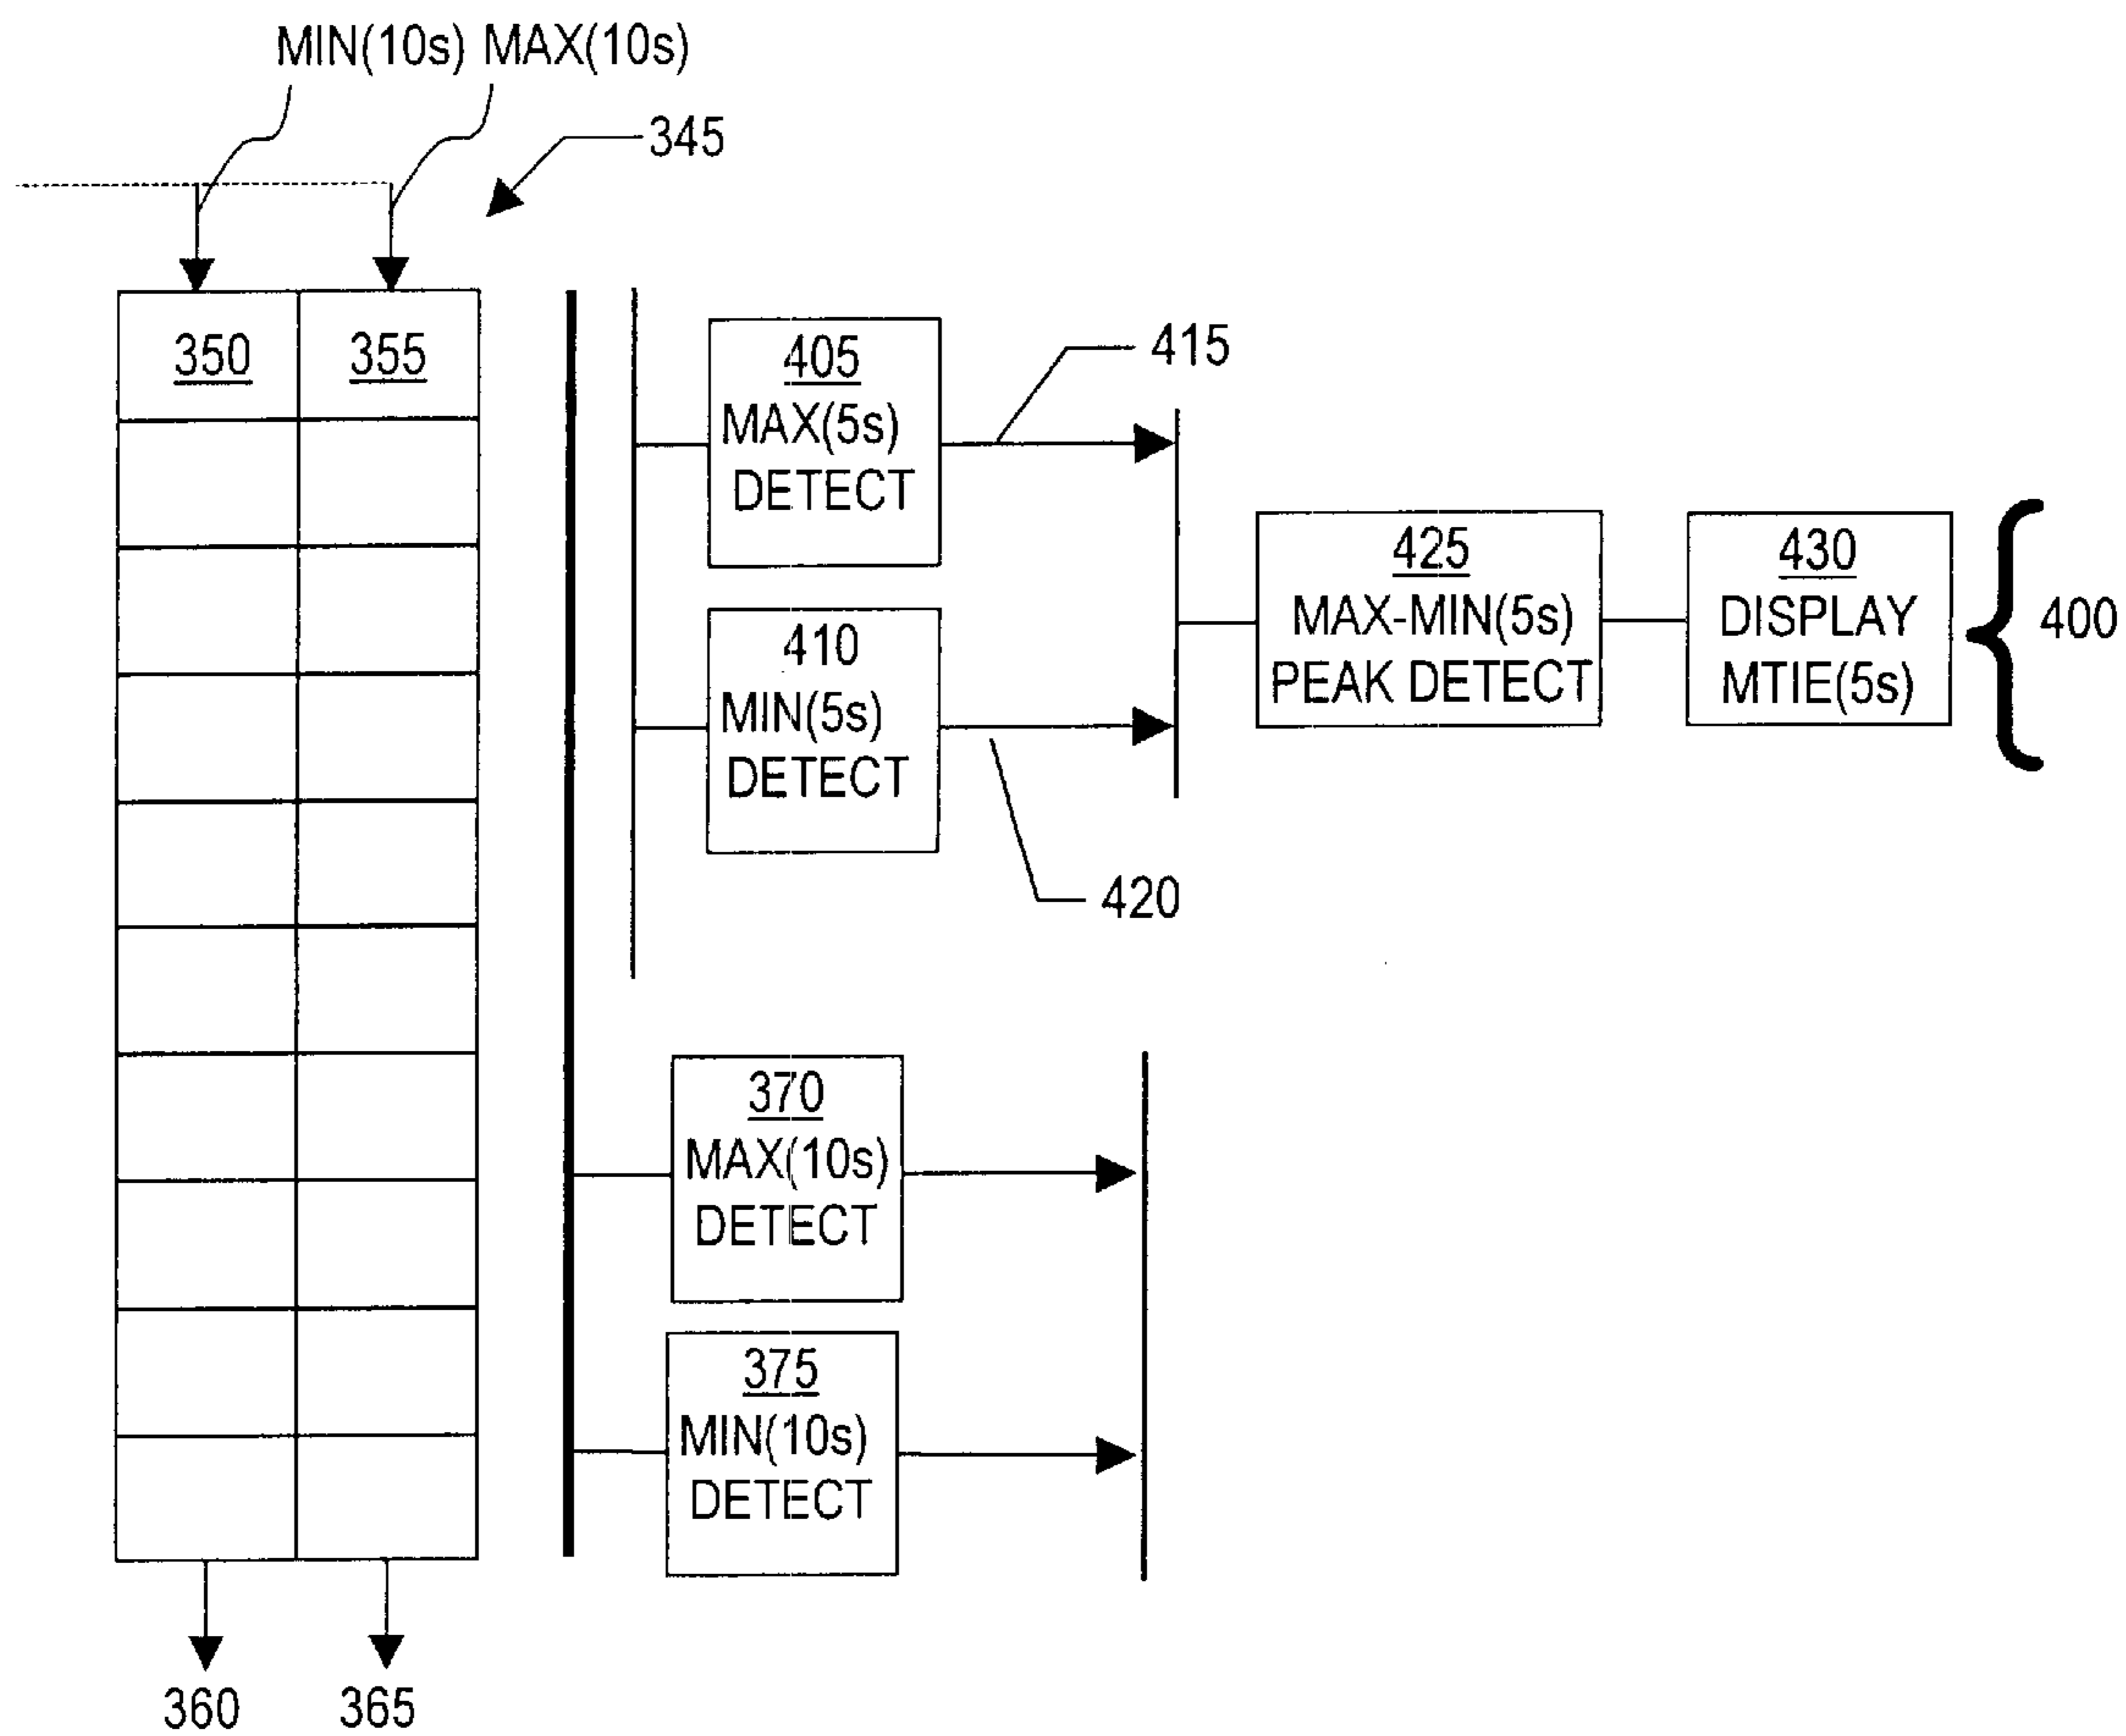 MIN(10s) MAX(10s)
345
350
355
405
MAX(5s)
DETECT
415
410
MIN(5s)
DETECT
420
425
MAX-MIN(5s)
PEAK DETECT
430
DISPLAY
MTIE(5s)
400
370
MAX(10s)
DETECT
375
MIN(10s)
DETECT
360
365